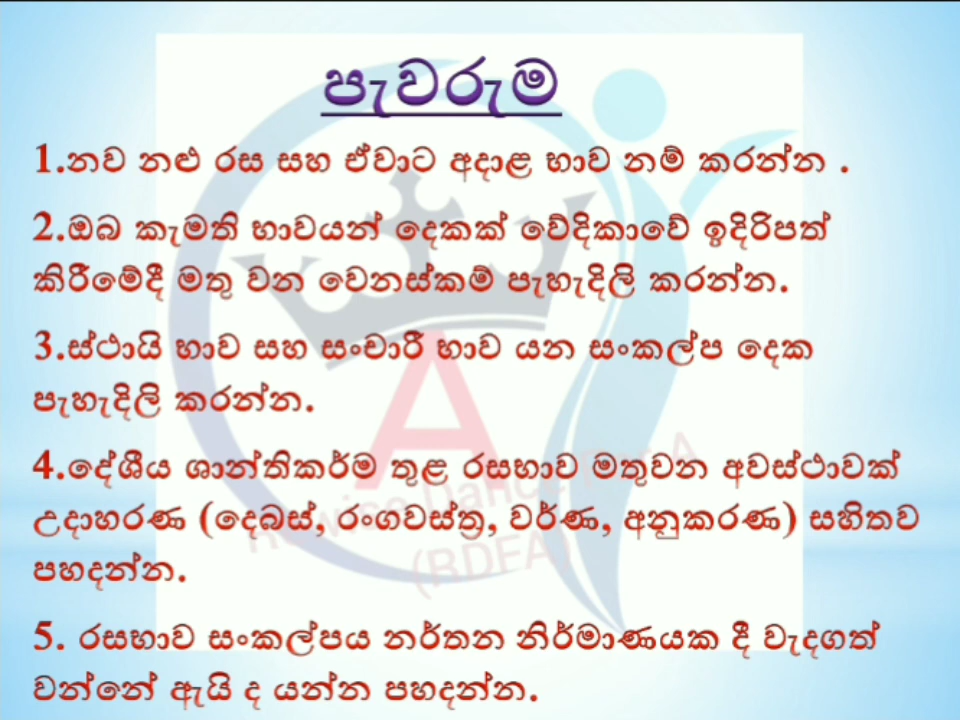 පැවරුම
1.නව නළු රස සහ ඒවාට අදාළ භාව නම් කරන්න .
2.ඔබ කැමති භාවයන් දෙකක් වේදිකාවේ ඉදිරිපත්
කිරීමේදී මතු වන වෙනස්කම් පැහැදිලි කරන්න.
3.ස්ථායි භාව සහ සංචාරී භාව යන සංකල්ප දෙක
පැහැදිලි කරන්න.
4.දේශීය ශාන්තිකර්ම තුළ රසභාව මතුවන අවස්ථාවක්
උදාහරණ (දෙබස්, රංගවස්ත්‍ර, වර්ණ, අනුකරණ) සහිතව
පහදන්න.
5. රසභාව සංකල්පය නර්තන නිර්මාණයක දී වැදගත්
වන්නේ ඇයි ද යන්න පහදන්න.
A
(BDFA)